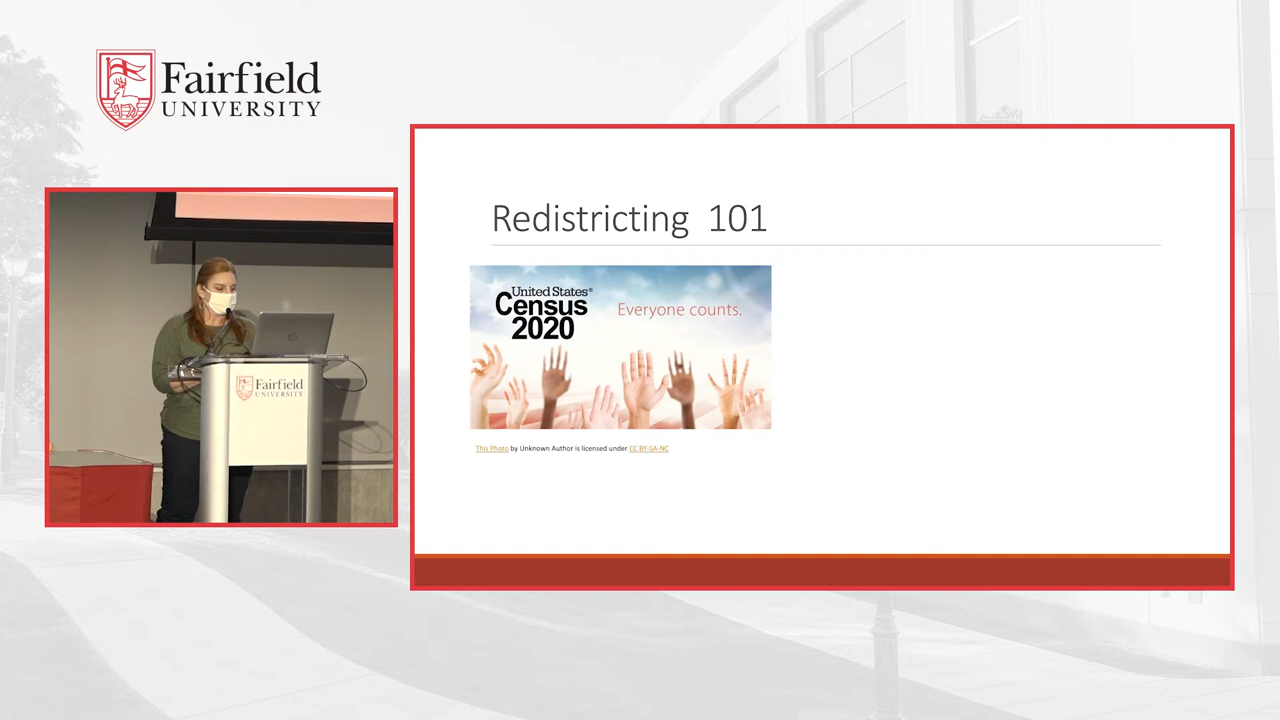 Fairfield
UNIVERSITY
Redistricting 101
United States®
Census
2020
Everyone counts.
This Photo by Unknown Author is licensed under CC BY-SA-NC
Fairfield
UNIVERSITY